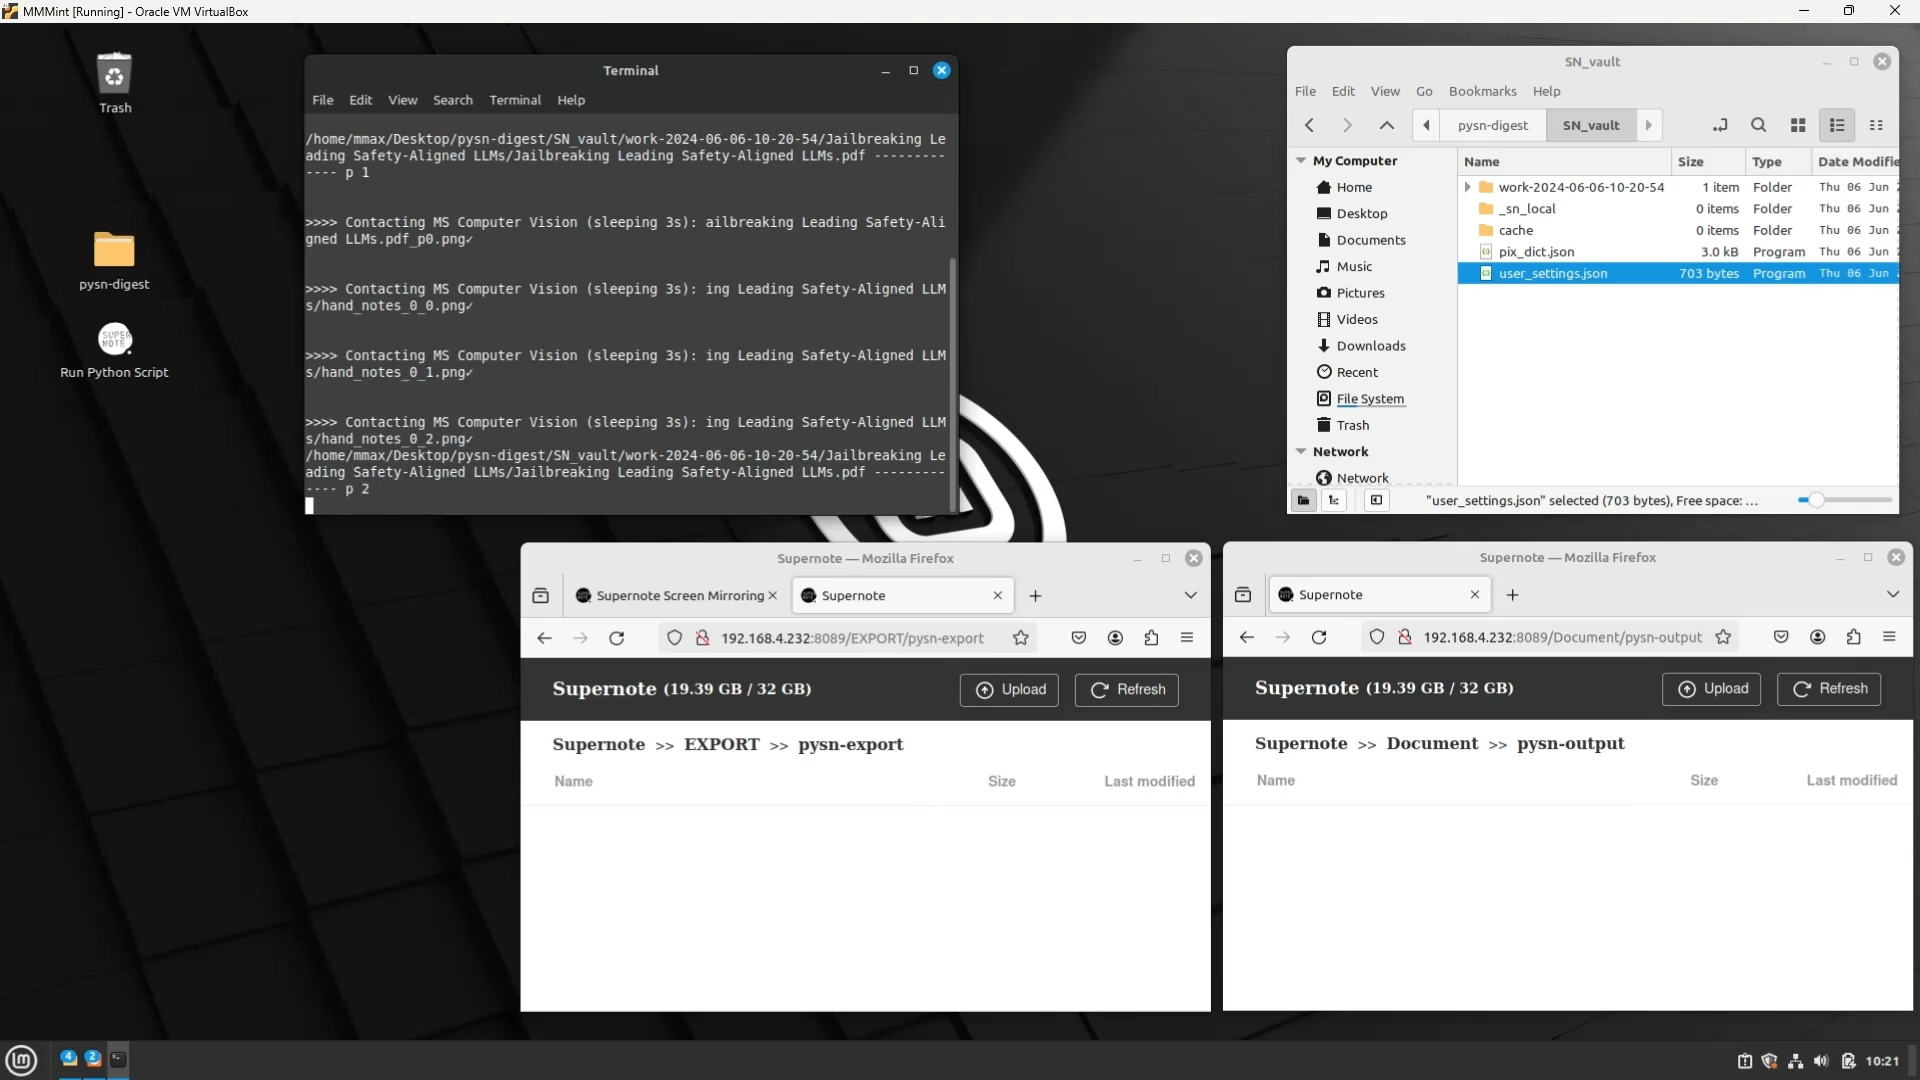 MMMint [Running] - Oracle VM VirtualBox
Trash
pysn-digest
SUPER
NOTE
Run Python Script
Terminal
File Edit View Search Terminal Help
/home/mmax/Desktop/pysn-digest/SN_vault/work-2024-06-06-10-20-54/Jailbreaking Le
ading Safety-Aligned LLMs/Jailbreaking Leading Safety-Aligned LLMs.pdf ---------
---- p 1
>>>> Contacting MS Computer Vision (sleeping 3s): ailbreaking Leading Safety-Ali
gned LLMs.pdf_p0.png✓
>>>> Contacting MS Computer Vision (sleeping 3s): ing Leading Safety-Aligned LLM
s/hand_notes_0_0.png✓
>>>> Contacting MS Computer Vision (sleeping 3s): ing Leading Safety-Aligned LLM
s/hand_notes_0_1.png✓
>>>> Contacting MS Computer Vision (sleeping 3s): ing Leading Safety-Aligned LLM
s/hand_notes_0_2.png✓
/home/mmax/Desktop/pysn-digest/SN_vault/work-2024-06-06-10-20-54/Jailbreaking Le
ading Safety-Aligned LLMs/Jailbreaking Leading Safety-Aligned LLMs.pdf ---------
---- p 2
SN_vault
File Edit View Go Bookmarks Help
pysn-digest SN_vault
My Computer
Home
Desktop
Documents
Music
Pictures
Videos
Downloads
Recent
File System
Trash
Network
Network
Name Size Type Date Modifie
work-2024-06-06-10-20-54 1 item Folder Thu 06 Jun
_sn_local 0 items Folder Thu 06 Jun
cache 0 items Folder Thu 06 Jun
pix_dict.json 3.0 kB Program Thu 06 Jun
user_settings.json 703 bytes Program Thu 06 Jun
"user_settings.json" selected (703 bytes), Free space: ...
Supernote — Mozilla Firefox
Supernote Screen Mirroring Supernote
192.168.4.232:8089/EXPORT/pysn-export
Supernote (19.39 GB / 32 GB) Upload Refresh
Supernote >> EXPORT >> pysn-export
Name Size Last modified
Supernote — Mozilla Firefox
Supernote
192.168.4.232:8089/Document/pysn-output
Supernote (19.39 GB / 32 GB) Upload Refresh
Supernote >> Document >> pysn-output
Name Size Last modified
4 2
10:21